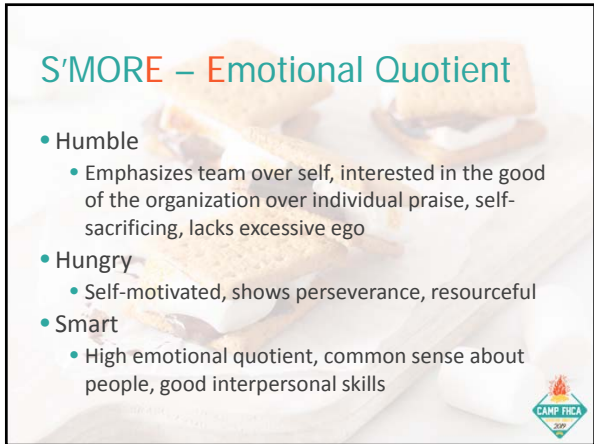 S'MORE – Emotional Quotient
• Humble
• Emphasizes team over self, interested in the good
of the organization over individual praise, self-
sacrificing, lacks excessive ego
• Hungry
• Self-motivated, shows perseverance, resourceful
• Smart
• High emotional quotient, common sense about
people, good interpersonal skills
CAMP FHCA
2019